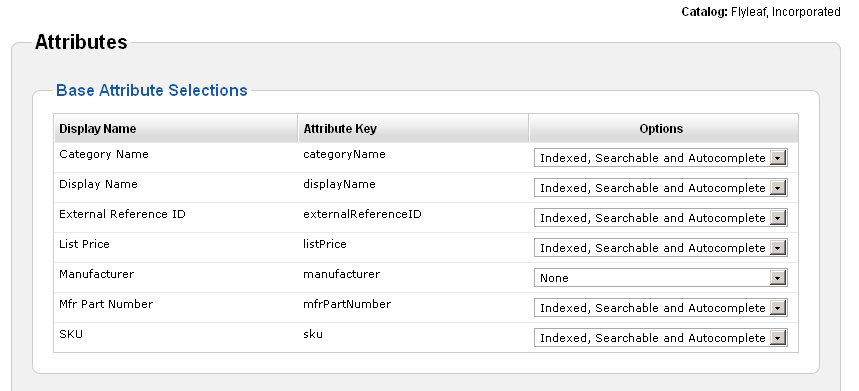 Catalog: Flyleaf, Incorporated
Attributes
Base Attribute Selections
Display Name Attribute Key Options
Category Name categoryName Indexed, Searchable and Autocomplete
Display Name displayName Indexed, Searchable and Autocomplete
External Reference ID externalReferenceID Indexed, Searchable and Autocomplete
List Price listPrice Indexed, Searchable and Autocomplete
Manufacturer manufacturer None
Mfr Part Number mfrPartNumber Indexed, Searchable and Autocomplete
SKU sku Indexed, Searchable and Autocomplete